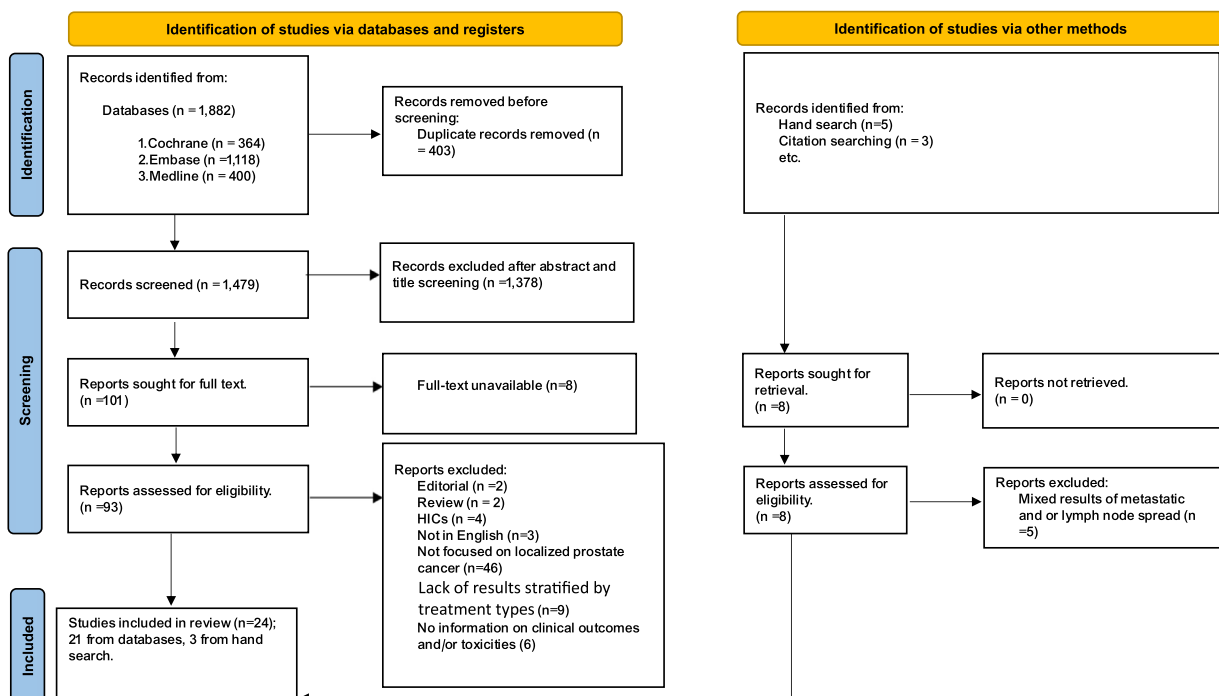 Identification of studies via databases and registers
Identification of studies via other methods
Identification
Records identified from:
Databases (n = 1,882)
1.Cochrane (n = 364)
2.Embase (n =1,118)
3.Medline (n = 400)
Records removed before
screening:
Duplicate records removed (n
= 403)
Records identified from:
Hand search (n=5)
Citation searching (n = 3)
etc.
Screening
Records screened (n = 1,479)
Records excluded after abstract and
title screening (n =1,378)
Reports sought for full text.
(n =101)
Full-text unavailable (n=8)
Reports sought for
retrieval.
(n =8)
Reports not retrieved.
(n = 0)
Reports assessed for eligibility.
(n =93)
Reports excluded:
Editorial (n =2)
Review (n = 2)
HICs (n =4)
Not in English (n=3)
Not focused on localized prostate
cancer (n=46)
Lack of results stratified by
treatment types (n=9)
No information on clinical outcomes
and/or toxicities (6)
Reports assessed for
eligibility.
(n =8)
Reports excluded:
Mixed results of metastatic
and or lymph node spread (n
=5)
Included
Studies included in review (n=24);
21 from databases, 3 from hand
search.